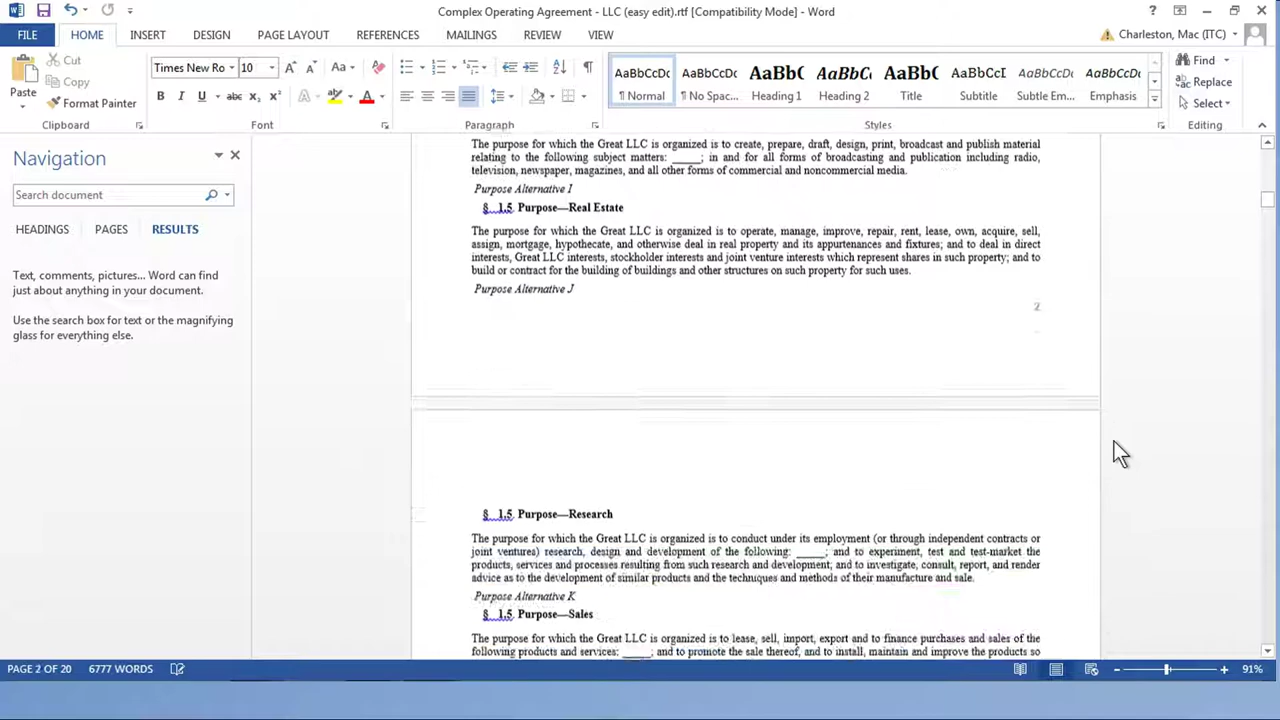 Complex Operating Agreement - LLC (easy edit).rtf [Compatibility Mode] - Word
FILE HOME INSERT DESIGN PAGE LAYOUT REFERENCES MAILINGS REVIEW VIEW Charleston, Mac (ITC)
Paste
Cut
Copy
Format Painter
Clipboard
Times New Ro 10
Font
Paragraph
AaBbCcDc AaBbCcDc AaBb( AaBbC AaBb( AaBbCcD AaBbCcDc AaBbCcDc
¶ Normal ¶ No Spac... Heading 1 Heading 2 Title Subtitle Subtle Em... Emphasis
Styles
Find
Replace
Select
Editing
Navigation
Search document
HEADINGS PAGES RESULTS
Text, comments, pictures... Word can find
just about anything in your document.
Use the search box for text or the magnifying
glass for everything else.
The purpose for which the Great LLC is organized is to create, prepare, draft, design, print, broadcast and publish material
relating to the following subject matters: _____; in and for all forms of broadcasting and publication including radio,
television, newspaper, magazines, and all other forms of commercial and noncommercial media.
Purpose Alternative I
§ 1.5. Purpose—Real Estate
The purpose for which the Great LLC is organized is to operate, manage, improve, repair, rent, lease, own, acquire, sell,
assign, mortgage, hypothecate, and otherwise deal in real property and its appurtenances and fixtures; and to deal in direct
interests, Great LLC interests, stockholder interests and joint venture interests which represent shares in such property; and to
build or contract for the building of buildings and other structures on such property for such uses.
Purpose Alternative J
2
§ 1.5. Purpose—Research
The purpose for which the Great LLC is organized is to conduct under its employment (or through independent contracts or
joint ventures) research, design and development of the following: _____; and to experiment, test and test-market the
products, services and processes resulting from such research and development; and to investigate, consult, report, and render
advice as to the development of similar products and the techniques and methods of their manufacture and sale.
Purpose Alternative K
§ 1.5. Purpose—Sales
The purpose for which the Great LLC is organized is to lease, sell, import, export and to finance purchases and sales of the
following products and services: _____; and to promote the sale thereof, and to install, maintain and improve the products so
PAGE 2 OF 20 6777 WORDS 91%